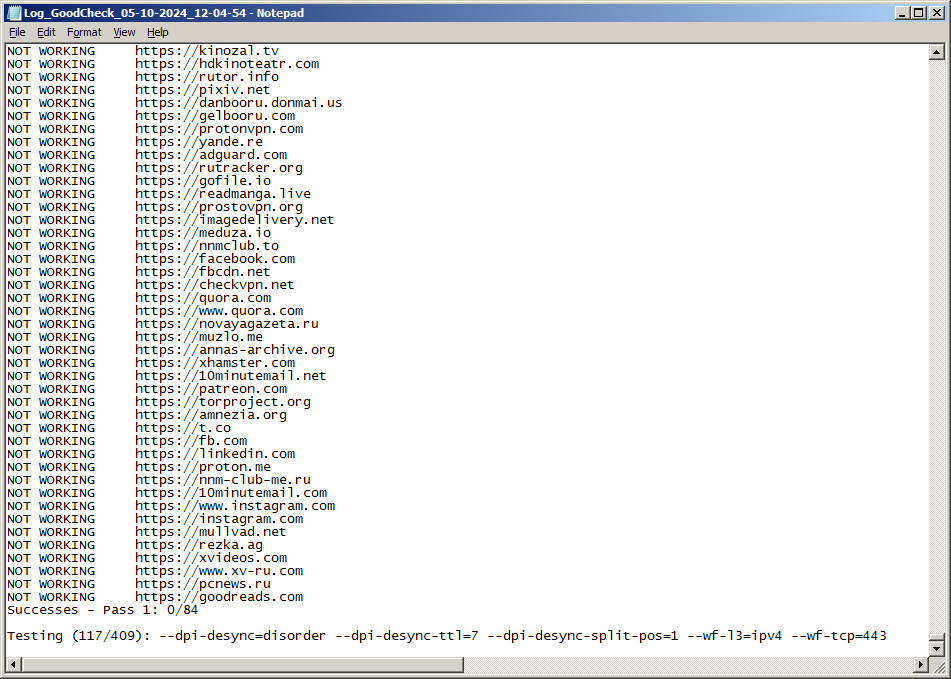 Log_GoodCheck_05-10-2024_12-04-54 - Notepad
File Edit Format View Help
NOT WORKING https://kinozal.tv
NOT WORKING https://hdkinoteatr.com
NOT WORKING https://rutor.info
NOT WORKING https://pixiv.net
NOT WORKING https://danbooru.donmai.us
NOT WORKING https://gelbooru.com
NOT WORKING https://protonvpn.com
NOT WORKING https://yande.re
NOT WORKING https://adguard.com
NOT WORKING https://rutracker.org
NOT WORKING https://gofile.io
NOT WORKING https://readmanga.live
NOT WORKING https://prostovpn.org
NOT WORKING https://imagedelivery.net
NOT WORKING https://meduza.io
NOT WORKING https://nnmclub.to
NOT WORKING https://facebook.com
NOT WORKING https://fbcdn.net
NOT WORKING https://checkvpn.net
NOT WORKING https://quora.com
NOT WORKING https://www.quora.com
NOT WORKING https://novayagazeta.ru
NOT WORKING https://muzlo.me
NOT WORKING https://annas-archive.org
NOT WORKING https://xhamster.com
NOT WORKING https://10minutemail.net
NOT WORKING https://patreon.com
NOT WORKING https://torproject.org
NOT WORKING https://amnezia.org
NOT WORKING https://t.co
NOT WORKING https://fb.com
NOT WORKING https://linkedin.com
NOT WORKING https://proton.me
NOT WORKING https://nnm-club-me.ru
NOT WORKING https://10minutemail.com
NOT WORKING https://www.instagram.com
NOT WORKING https://instagram.com
NOT WORKING https://mullvad.net
NOT WORKING https://rezka.ag
NOT WORKING https://xvideos.com
NOT WORKING https://www.xv-ru.com
NOT WORKING https://pcnews.ru
NOT WORKING https://goodreads.com
Successes - Pass 1: 0/84
Testing (117/409): --dpi-desync=disorder --dpi-desync-ttl=7 --dpi-desync-split-pos=1 --wf-l3=ipv4 --wf-tcp=443